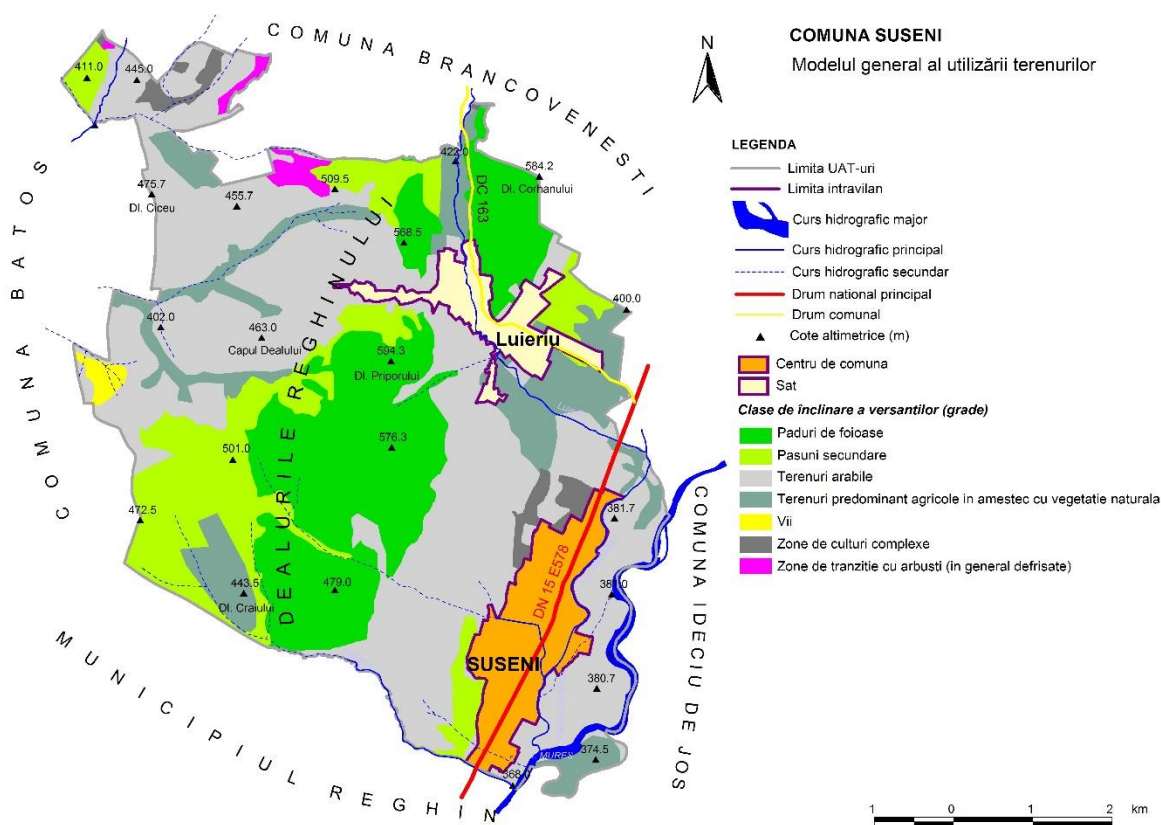 COMUNA SUSENI
Modelul general al utilizării terenurilor
N
COMUNA BRANCOVENESTI
COMUNA BATOS
MUNICIPIUL REGHIN
COMUNA IDECIU DE JOS
DEALURILE REGHINULUI
411.0
445.0
422.0
584.2
Dl. Corhanului
DC 163
475.7
Dl. Ciceu
455.7
509.5
568.5
402.0
463.0
Capul Dealului
400.0
Luieriu
594.3
Dl. Priporului
576.3
501.0
472.5
381.7
DN 15 E578
443.5
Dl. Craiului
479.0
SUSENI
380.7
MURES
374.5
368.0
LEGENDA
Limita UAT-uri
Limita intravilan
Curs hidrografic major
Curs hidrografic principal
Curs hidrografic secundar
Drum national principal
Drum comunal
Cote altimetrice (m)
Centru de comuna
Sat
Clase de înclinare a versantilor (grade)
Paduri de foioase
Pasuni secundare
Terenuri arabile
Terenuri predominant agricole in amestec cu vegetatie naturala
Vii
Zone de culturi complexe
Zone de tranzitie cu arbusti (in general defrisate)
1 0 1 2 km